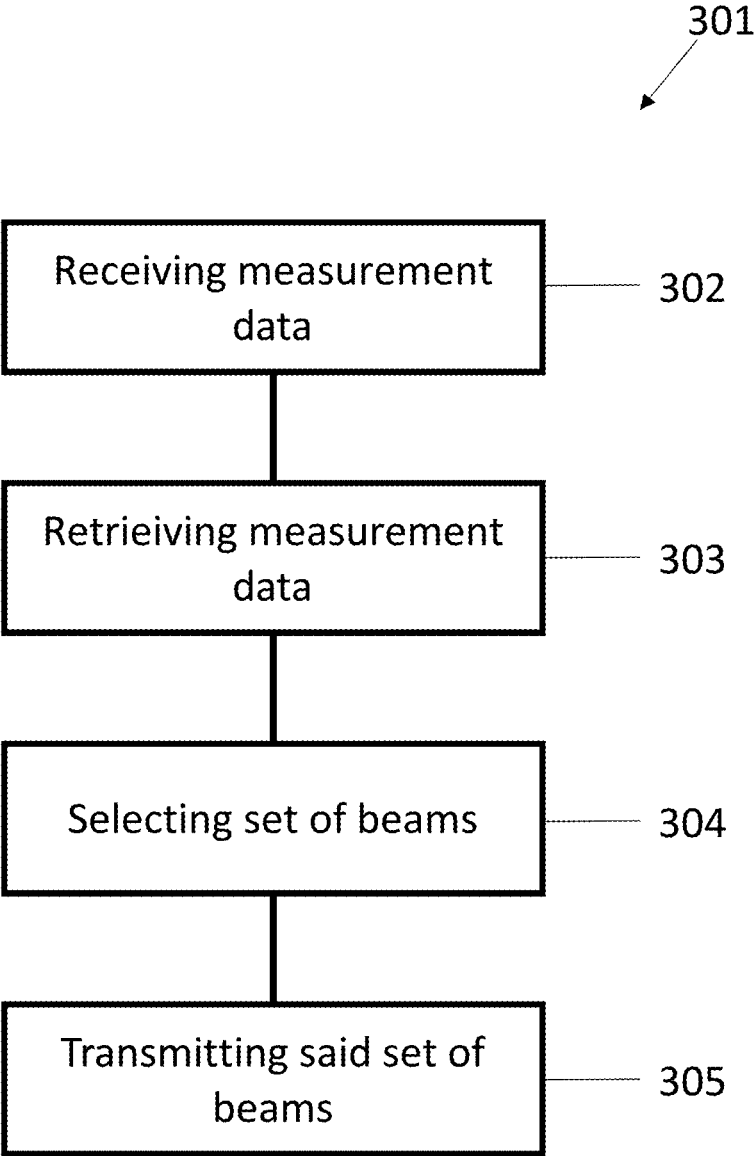 301
Receiving measurement
data
302
Retrieiving measurement
data
303
Selecting set of beams
304
Transmitting said set of
beams
305